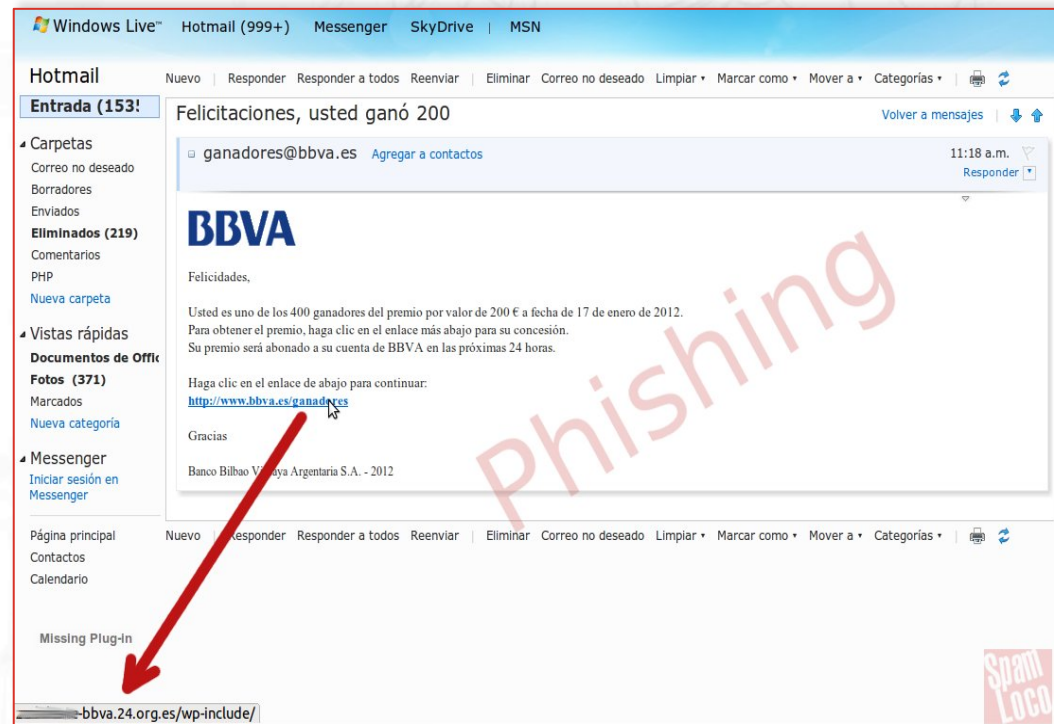 Windows Live™ Hotmail (999+) Messenger SkyDrive | MSN
Hotmail
Nuevo | Responder Responder a todos Reenviar | Eliminar Correo no deseado Limpiar Marcar como Mover a Categorías
Entrada (153
Felicitaciones, usted ganó 200
Volver a mensajes
Carpetas
Correo no deseado
Borradores
Enviados
Eliminados (219)
Comentarios
PHP
Nueva carpeta
Vistas rápidas
Documentos de Offic
Fotos (371)
Marcados
Nueva categoría
Messenger
Iniciar sesión en
Messenger
Página principal
Contactos
Calendario
Missing Plug-in
ganadores@bbva.es Agregar a contactos
11:18 a.m.
Responder
BBVA
Felicidades,
Usted es uno de los 400 ganadores del premio por valor de 200 € a fecha de 17 de enero de 2012.
Para obtener el premio, haga clic en el enlace más abajo para su concesión.
Su premio será abonado a su cuenta de BBVA en las próximas 24 horas.
Haga clic en el enlace de abajo para continuar:
http://www.bbva.es/ganadores
Gracias
Banco Bilbao Vizcaya Argentaria S.A. - 2012
Phishing
Nuevo | Responder Responder a todos Reenviar | Eliminar Correo no deseado Limpiar Marcar como Mover a Categorías
-bbva.24.org.es/wp-include/
Spam
LOCO